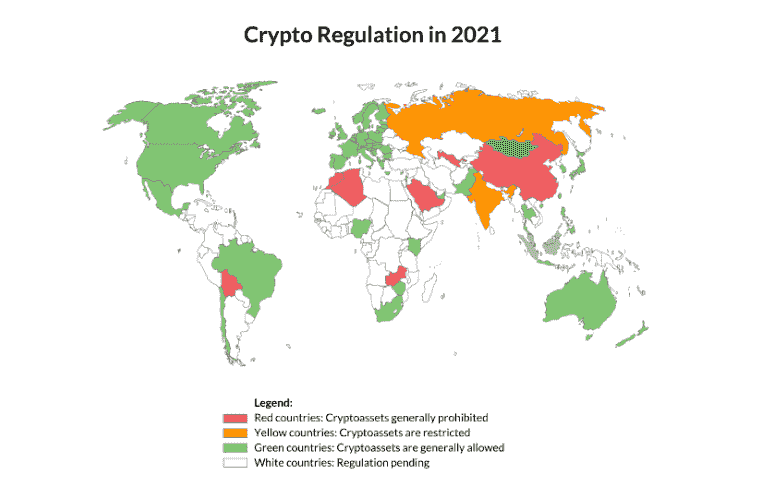 Crypto Regulation in 2021
Legend:
Red countries: Cryptoassets generally prohibited
Yellow countries: Cryptoassets are restricted
Green countries: Cryptoassets are generally allowed
White countries: Regulation pending